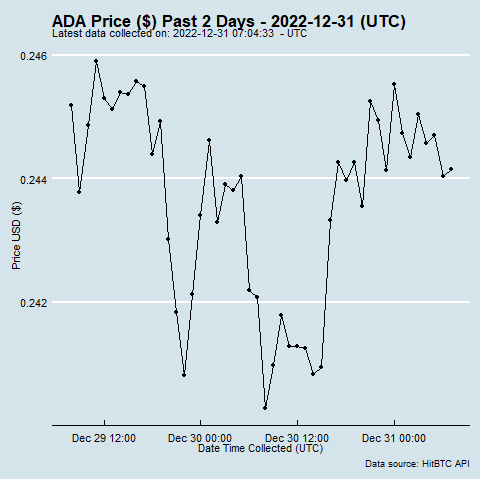 ADA Price ($) Past 2 Days - 2022-12-31 (UTC)
Latest data collected on: 2022-12-31 07:04:33 - UTC
0.246
0.244
0.242
Price USD ($)
Dec 29 12:00 Dec 30 00:00 Dec 30 12:00 Dec 31 00:00
Date Time Collected (UTC)
Data source: HitBTC API